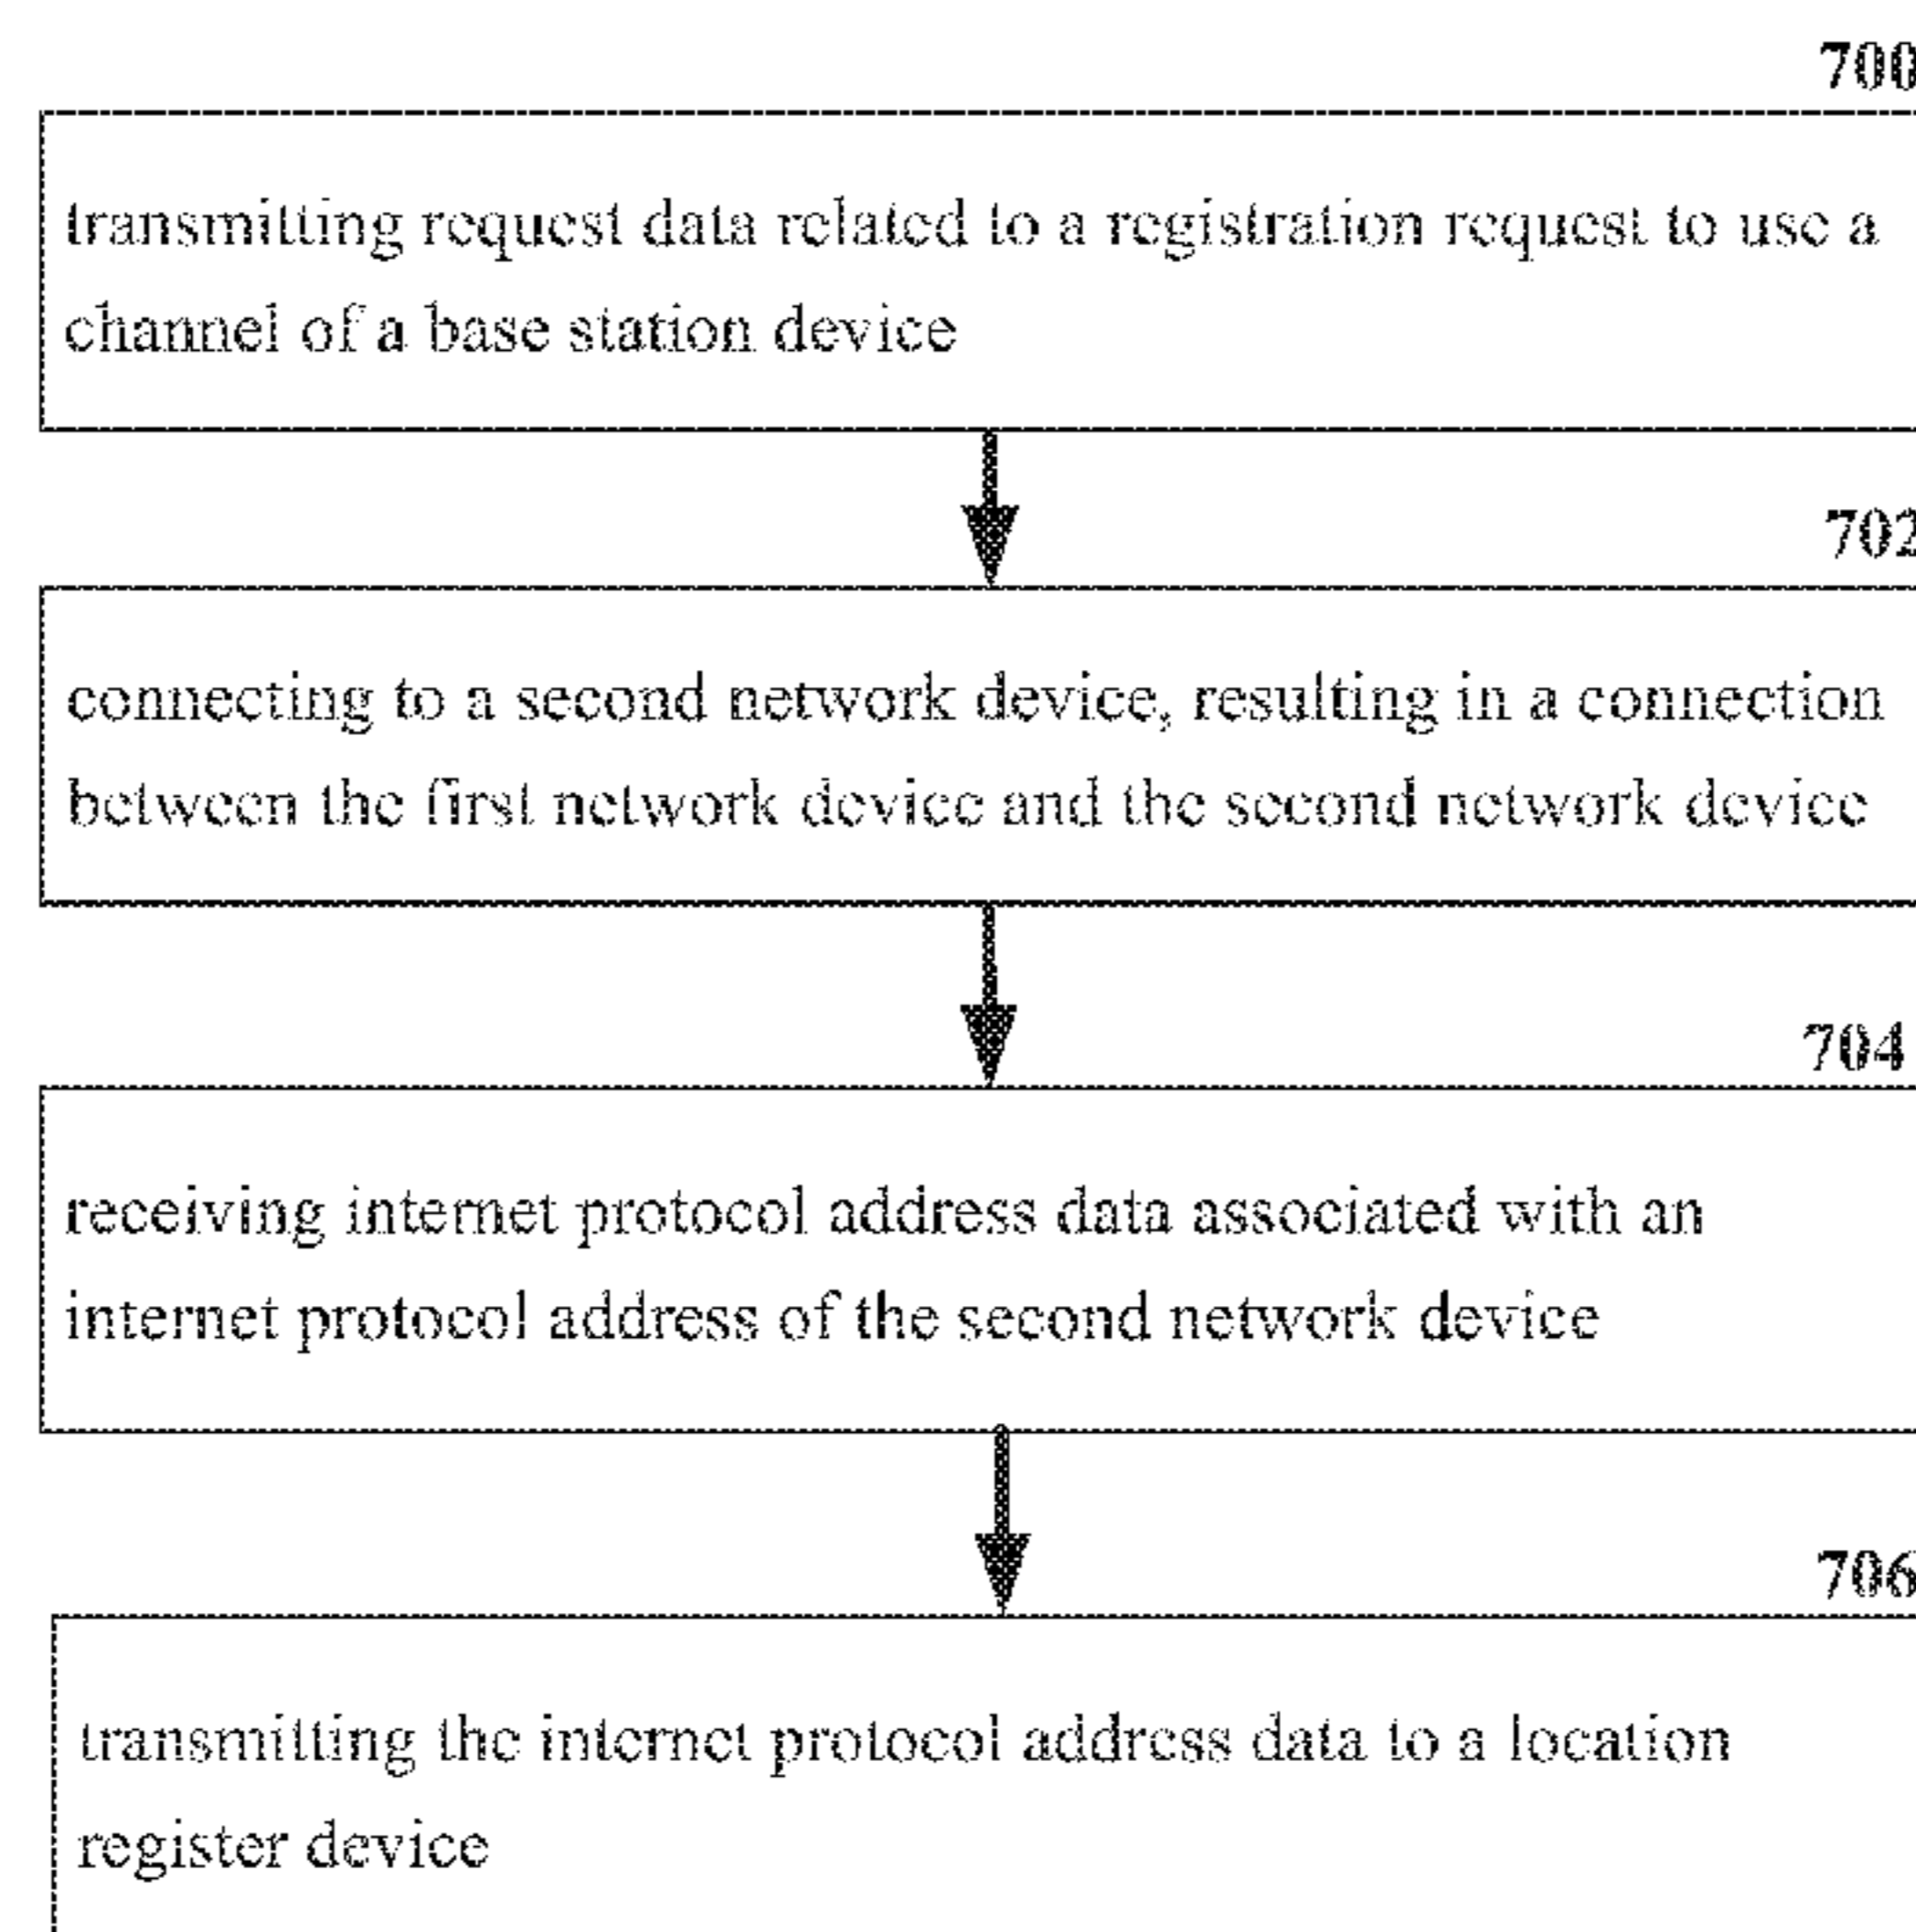 700
transmitting request data related to a registration request to use a
channel of a base station device
702
connecting to a second network device, resulting in a connection
between the first network device and the second network device
704
receiving internet protocol address data associated with an
internet protocol address of the second network device
706
transmitting the internet protocol address data to a location
register device